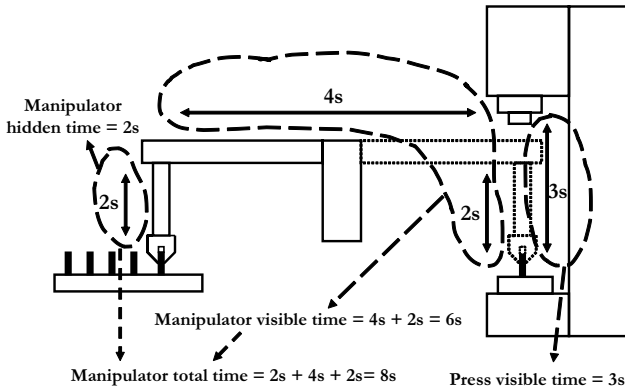 4s
Manipulator
hidden time = 2s
2s
2s
3s
Manipulator visible time = 4s + 2s = 6s
Manipulator total time = 2s + 4s + 2s= 8s
Press visible time = 3s